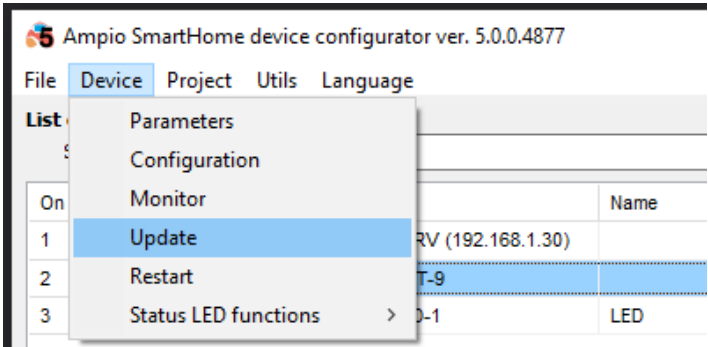 Ampio SmartHome device configurator ver. 5.0.0.4877
File Device Project Utils Language
List
Parameters
Configuration
On Monitor Name
1 Update RV (192.168.1.30)
2 Restart T-9
3 Status LED functions > 0-1 LED